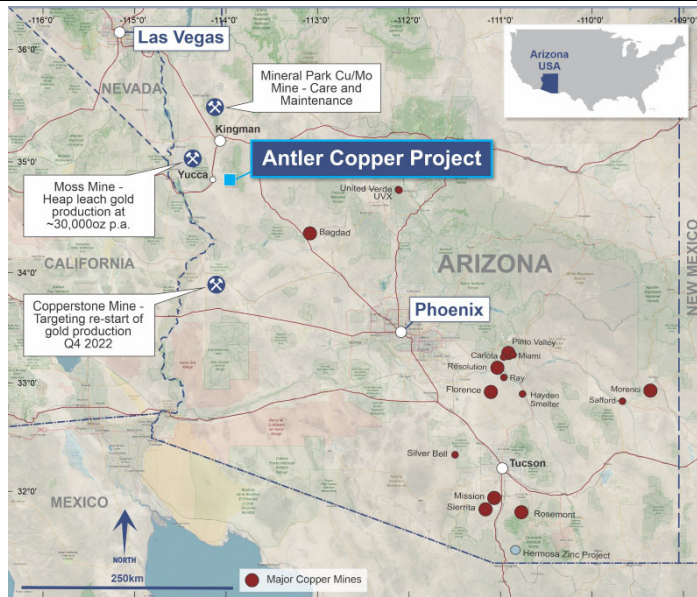 -115°0'
-114°0'
-113°0'
-112°0'
-111°0'
-110°0'
-109°0'
36°0'
35°0'
34°0'
33°0'
32°0'
Las Vegas
NEVADA
Mineral Park Cu/Mo
Mine - Care and
Maintenance
Arizona
USA
Kingman
Antler Copper Project
Yucca
Moss Mine -
Heap leach gold
production at
~30,000oz p.a.
United Verde
UVX
Bagdad
CALIFORNIA
ARIZONA
NEW MEXICO
Copperstone Mine -
Targeting re-start of
gold production
Q4 2022
Phoenix
Pinto Valley
Carlota
Miami
Resolution
Ray
Florence
Hayden
Smelter
Morenci
Safford
Silver Bell
Tucson
Mission
Sierrita
Rosemont
Hermosa Zinc Project
MEXICO
NORTH
250km
Major Copper Mines